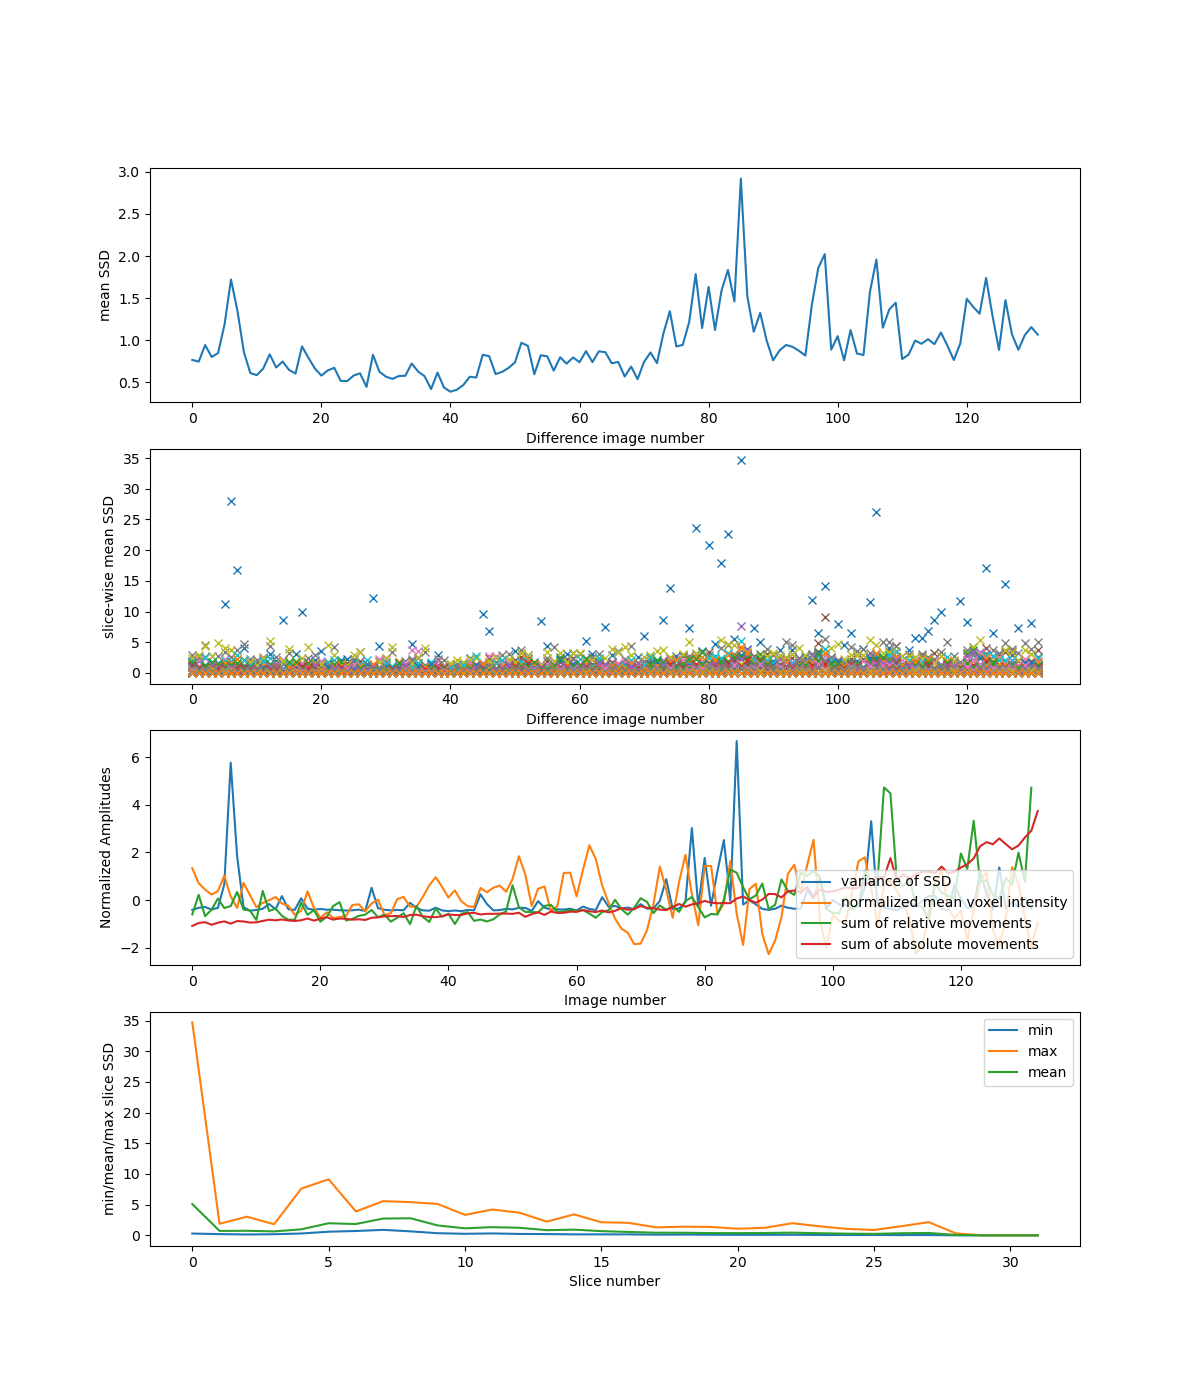 3.0
2.5
2.0
1.5
1.0
0.5
mean SSD
0 20 40 60 80 100 120
Difference image number
35
30
25
20
15
10
5
0
slice-wise mean SSD
0 20 40 60 80 100 120
Difference image number
6
4
2
0
−2
Normalized Amplitudes
variance of SSD
normalized mean voxel intensity
sum of relative movements
sum of absolute movements
0 20 40 60 80 100 120
Image number
35
30
25
20
15
10
5
0
min/mean/max slice SSD
min
max
mean
0 5 10 15 20 25 30
Slice number